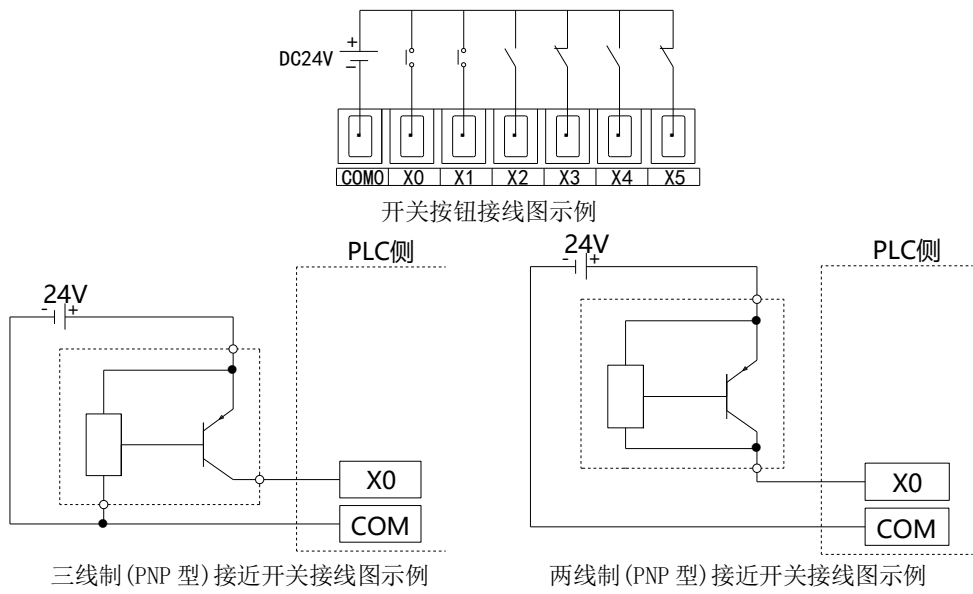 +
DC24V
-
COM0 X0 X1 X2 X3 X4 X5
开关按钮接线图示例
PLC侧
24V
- +
X0
COM
三线制(PNP 型)接近开关接线图示例
24V
- +
PLC侧
X0
COM
两线制(PNP 型)接近开关接线图示例